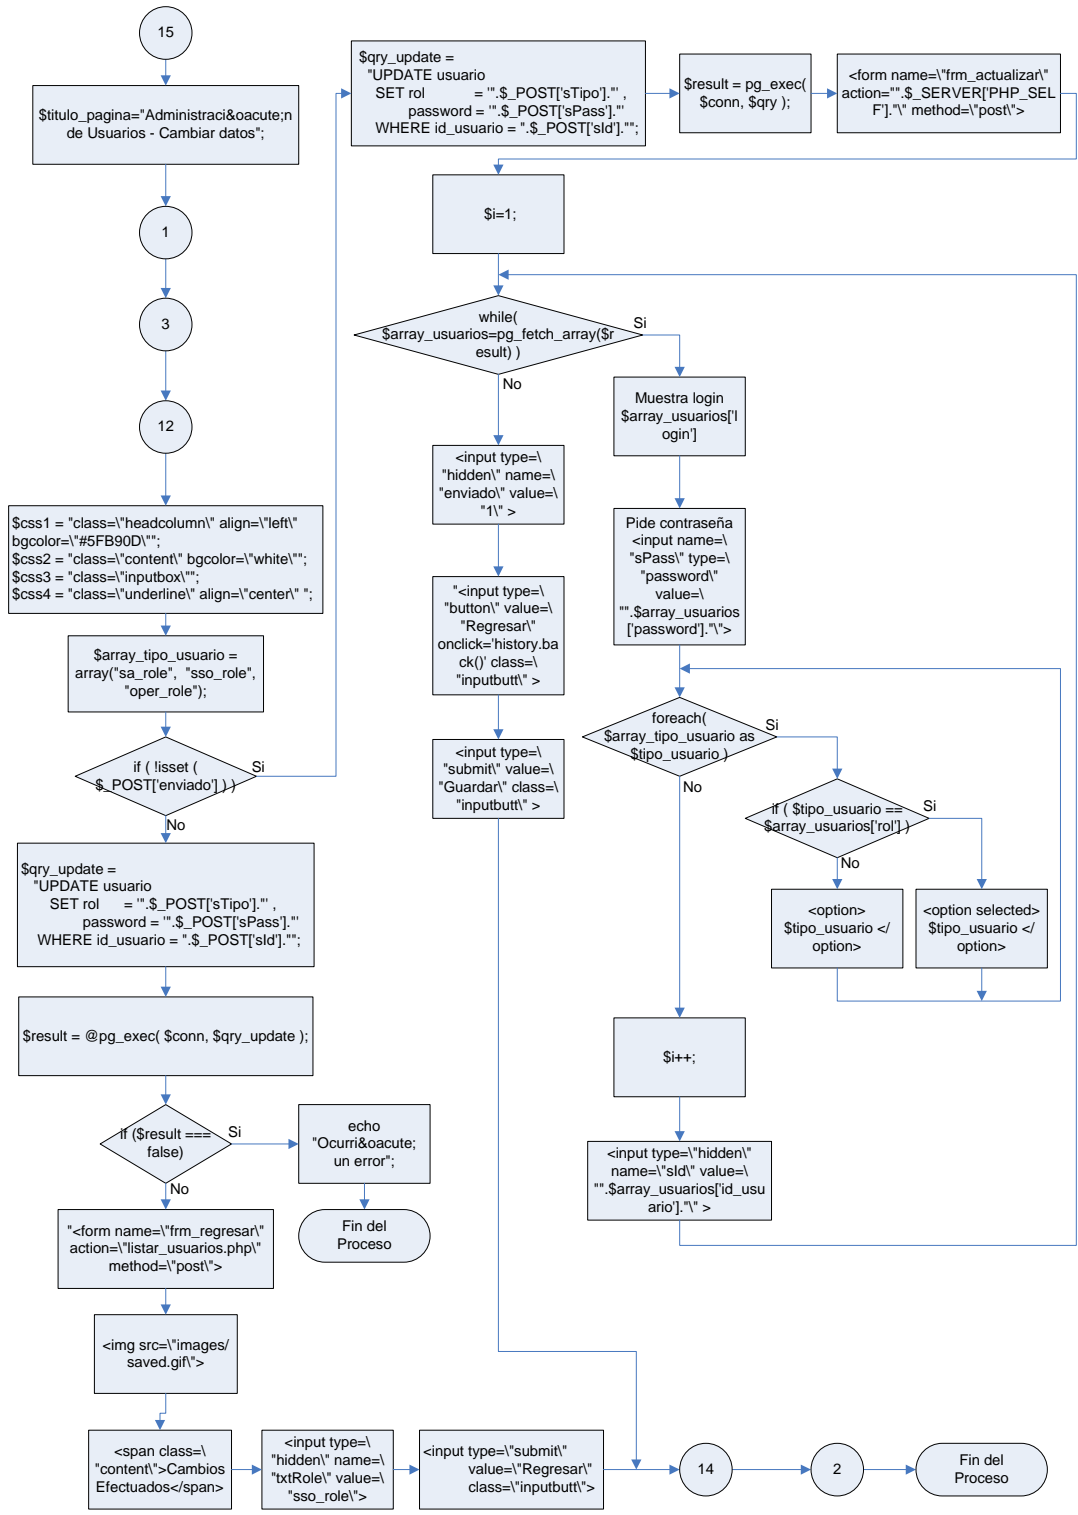 15
$titulo_pagina="Administraci&oacute;n
de Usuarios - Cambiar datos";
1
3
12
$css1 = "class=\"headcolumn\" align=\"left\"
bgcolor=\"#5FB90D\"";
$css2 = "class=\"content\" bgcolor=\"white\"";
$css3 = "class=\"inputbox\"";
$css4 = "class=\"underline\" align=\"center\" ";
$array_tipo_usuario =
array("sa_role", "sso_role",
"oper_role");
if ( !isset (
$_POST['enviado'] ) )
Si
No
$qry_update =
"UPDATE usuario
SET rol = '".$_POST['sTipo']."' ,
password = '".$_POST['sPass']."'
WHERE id_usuario = ".$_POST['sId']."";
$result = @pg_exec( $conn, $qry_update );
if ($result ===
false)
Si
No
echo
"Ocurri&oacute;
un error";
Fin del
Proceso
"<form name=\"frm_regresar\"
action=\"listar_usuarios.php\"
method=\"post\">
<img src=\"images/
saved.gif\">
<span class=\
"content\">Cambios
Efectuados</span>
<input type=\
"hidden\" name=\
"txtRole\" value=\
"sso_role\">
<input type=\"submit\"
value=\"Regresar\"
class=\"inputbutt\">
14
2
Fin del
Proceso
$qry_update =
"UPDATE usuario
SET rol = '".$_POST['sTipo']."' ,
password = '".$_POST['sPass']."'
WHERE id_usuario = ".$_POST['sId']."";
$result = pg_exec(
$conn, $qry );
<form name=\"frm_actualizar\"
action="".$_SERVER['PHP_SEL
F']."\" method=\"post\">
$i=1;
while(
$array_usuarios=pg_fetch_array($r
esult) )
Si
No
<input type=\
"hidden\" name=\
"enviado\" value=\
"1\" >
"<input type=\
"button\" value=\
"Regresar\"
onclick='history.ba
ck()' class=\
"inputbutt\" >
<input type=\
"submit\" value=\
"Guardar\" class=\
"inputbutt\" >
Muestra login
$array_usuarios['l
ogin']
Pide contraseña
<input name=\
"sPass\" type=\
"password\"
value=\
"".$array_usuarios
['password']."\">
foreach(
$array_tipo_usuario as
$tipo_usuario )
Si
No
if ( $tipo_usuario ==
$array_usuarios['rol'] )
Si
No
<option>
$tipo_usuario </
option>
<option selected>
$tipo_usuario </
option>
$i++;
<input type=\"hidden\"
name=\"sId\" value=\
"".$array_usuarios['id_usu
ario']."\" >